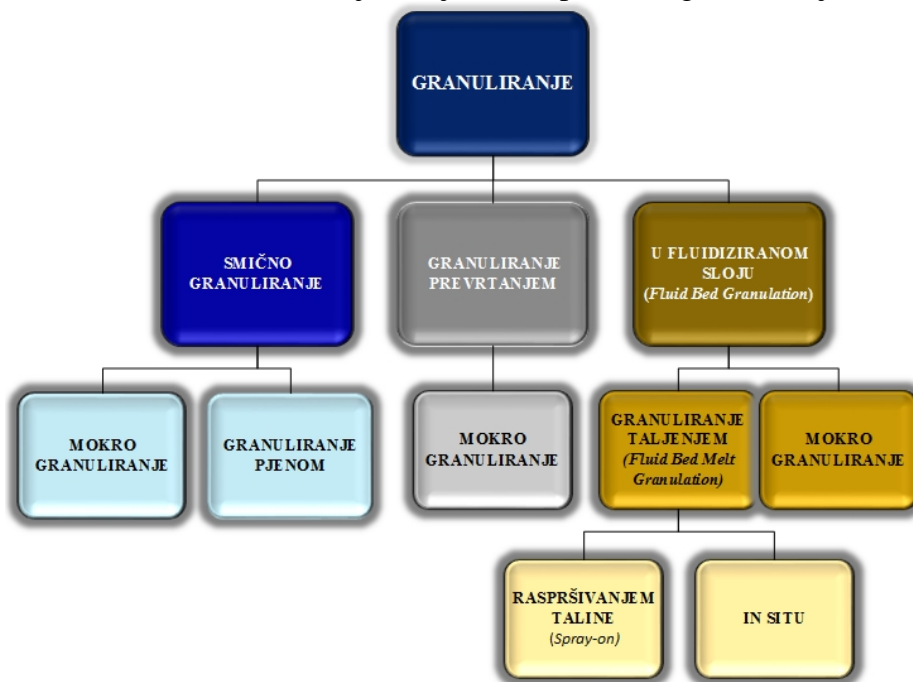 GRANULIRANJE
SMIČNO
GRANULIRANJE
GRANULIRANJE
PREVRTANJEM
U FLUIDIZIRANOM
SLOJU
(Fluid Bed Granulation)
MOKRO
GRANULIRANJE
GRANULIRANJE
PJENOM
MOKRO
GRANULIRANJE
GRANULIRANJE
TALJENJEM
(Fluid Bed Melt
Granulation)
MOKRO
GRANULIRANJE
RASPRŠIVANJEM
TALINE
(Spray-on)
IN SITU